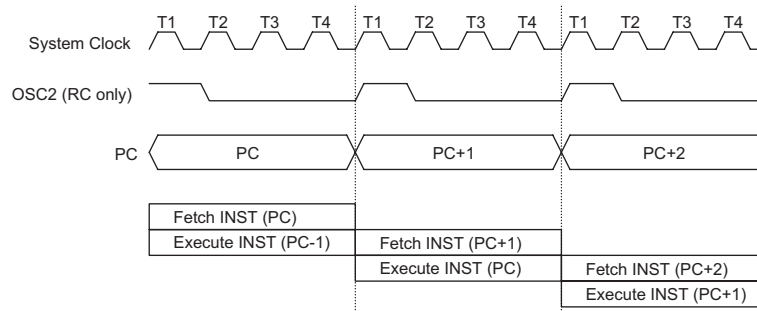 T1 T2 T3 T4 T1 T2 T3 T4 T1 T2 T3 T4
System Clock
OSC2 (RC only)
PC PC PC+1 PC+2
Fetch INST (PC)
Execute INST (PC-1) Fetch INST (PC+1)
Execute INST (PC) Fetch INST (PC+2)
Execute INST (PC+1)